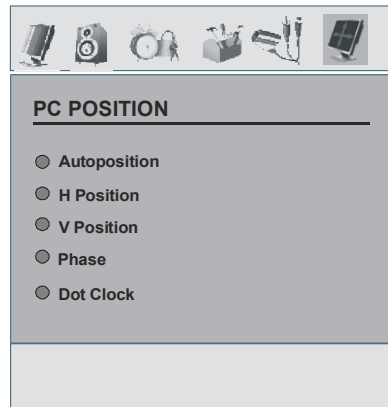 PC POSITION
Autoposition
H Position
V Position
Phase
Dot Clock